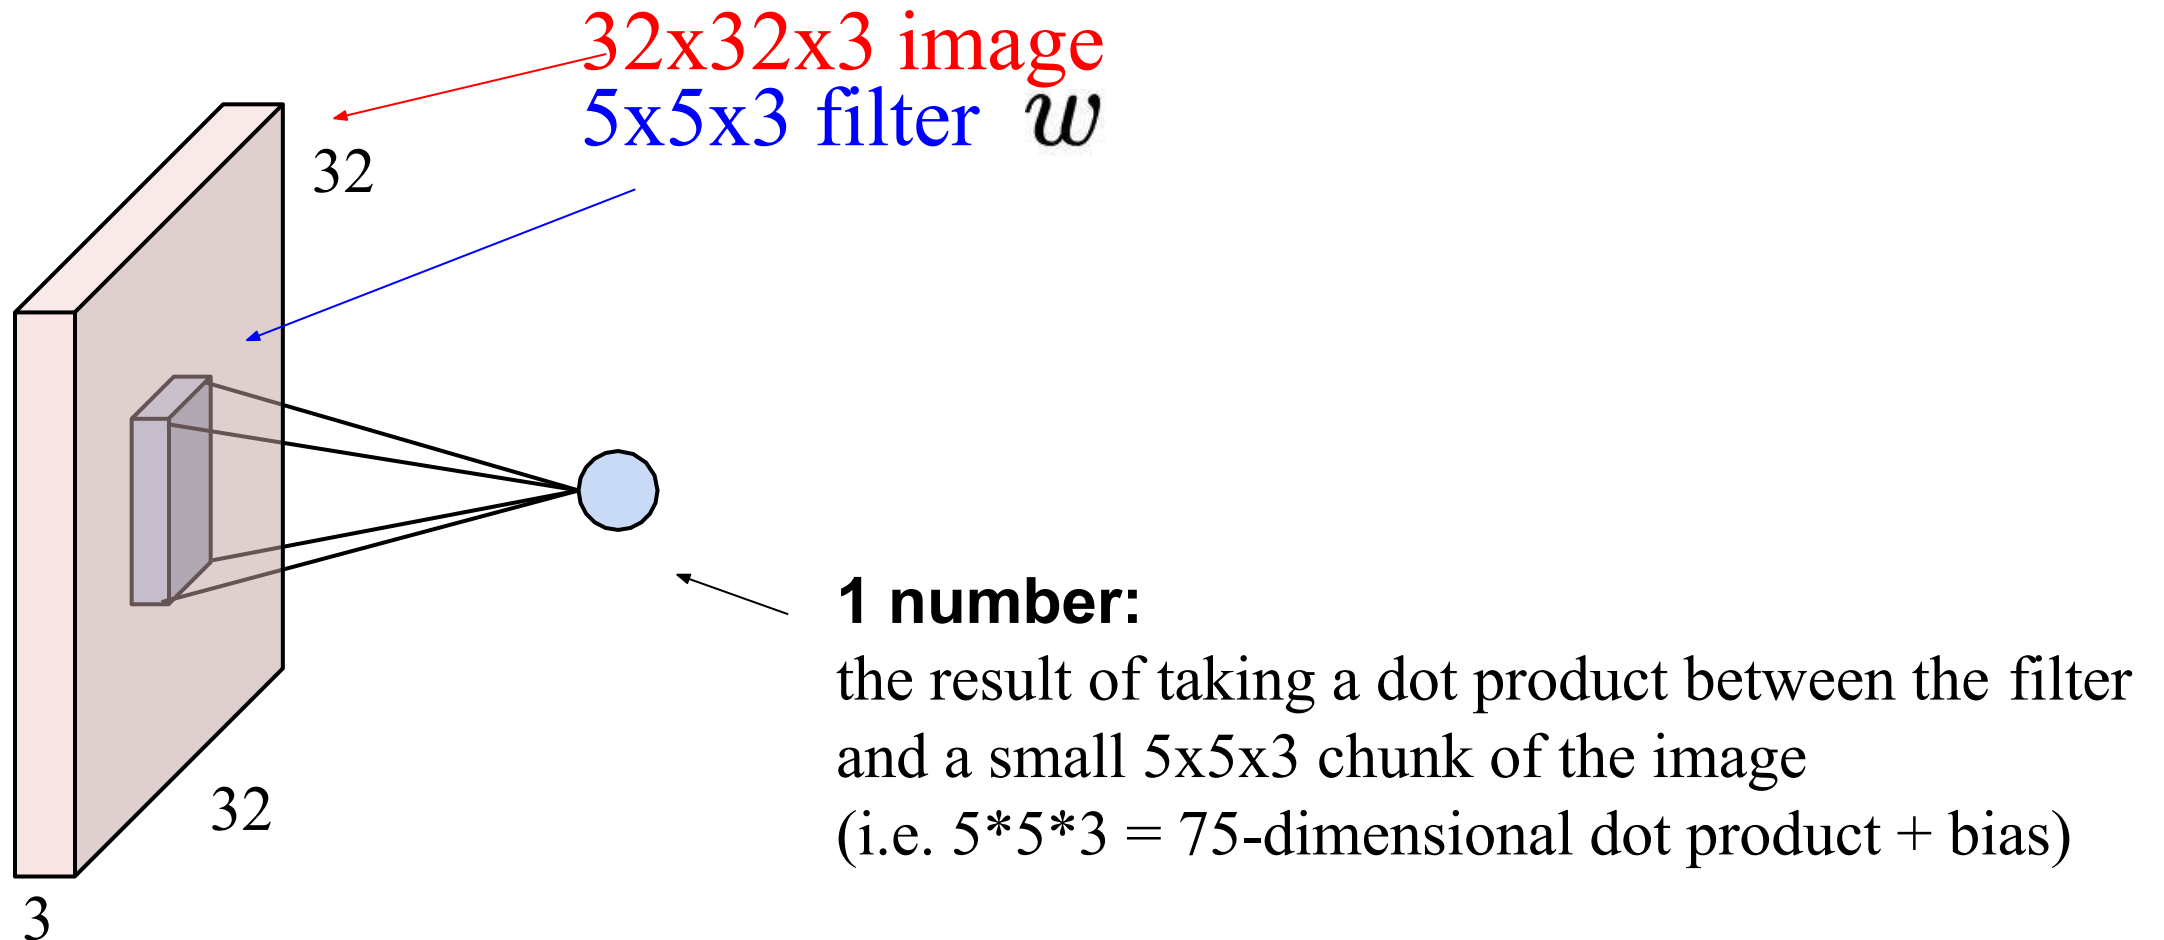 32x32x3 image
5x5x3 filter w
32
1 number:
the result of taking a dot product between the filter
and a small 5x5x3 chunk of the image
(i.e. 5*5*3 = 75-dimensional dot product + bias)
32
3